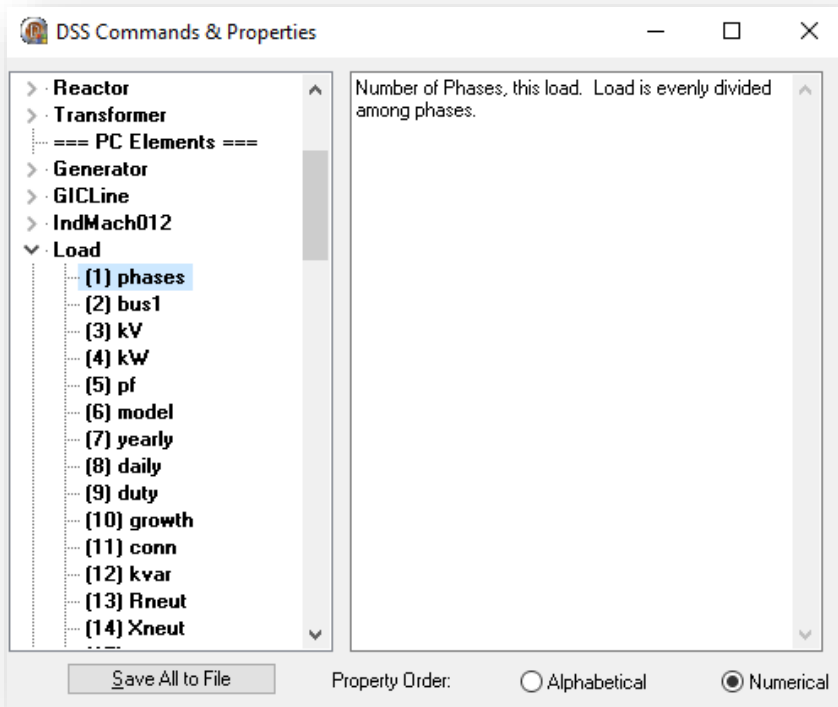 DSS Commands & Properties
Reactor
Transformer
=== PC Elements ===
Generator
GICLine
IndMach012
Load
(1) phases
(2) bus1
(3) kV
(4) kW
(5) pf
(6) model
(7) yearly
(8) daily
(9) duty
(10) growth
(11) conn
(12) kvar
(13) Rneut
(14) Xneut
Number of Phases, this load.  Load is evenly divided
among phases.
Save All to File
Property Order:
Alphabetical
Numerical